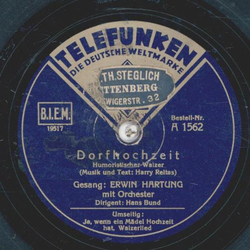 TELEFUNKEN
DIE DEUTSCHE WELTMARKE
TH. STEGLICH
TTENBERG
WIGERSTR. 32
B.I.E.M.
19517
Bestell-Nr.
A 1562
Dorfhochzeit
Humoristischer Walzer
(Musik und Text: Harry Reitas)
Gesang: ERWIN HARTUNG
mit Orchester
Dirigent: Hans Bund
Umseitig:
Ja, wenn ein Mädel Hochzeit
hat, Walzerlied